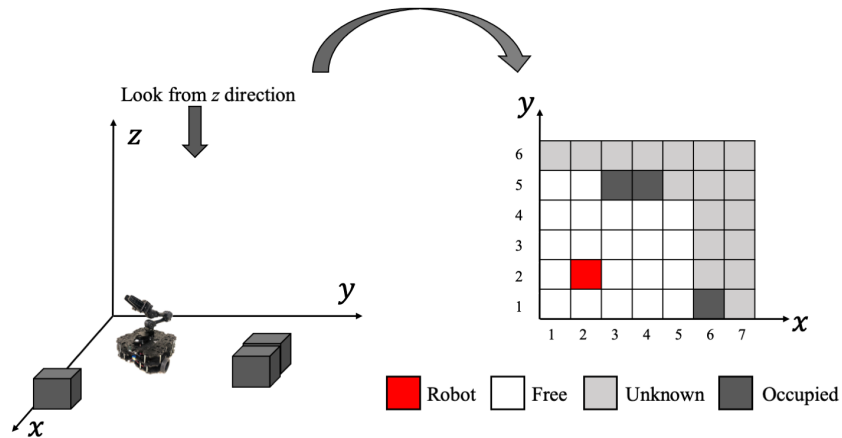 Look from z direction
z
y
x
y
6
5
4
3
2
1
1 2 3 4 5 6 7
x
Robot Free Unknown Occupied